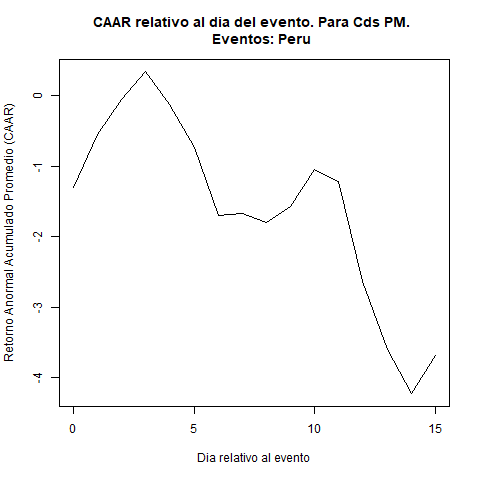 CAAR relativo al dia del evento. Para Cds PM.
Eventos: Peru
Retorno Anormal Acumulado Promedio (CAAR)
0
-1
-2
-3
-4
0 5 10 15
Dia relativo al evento